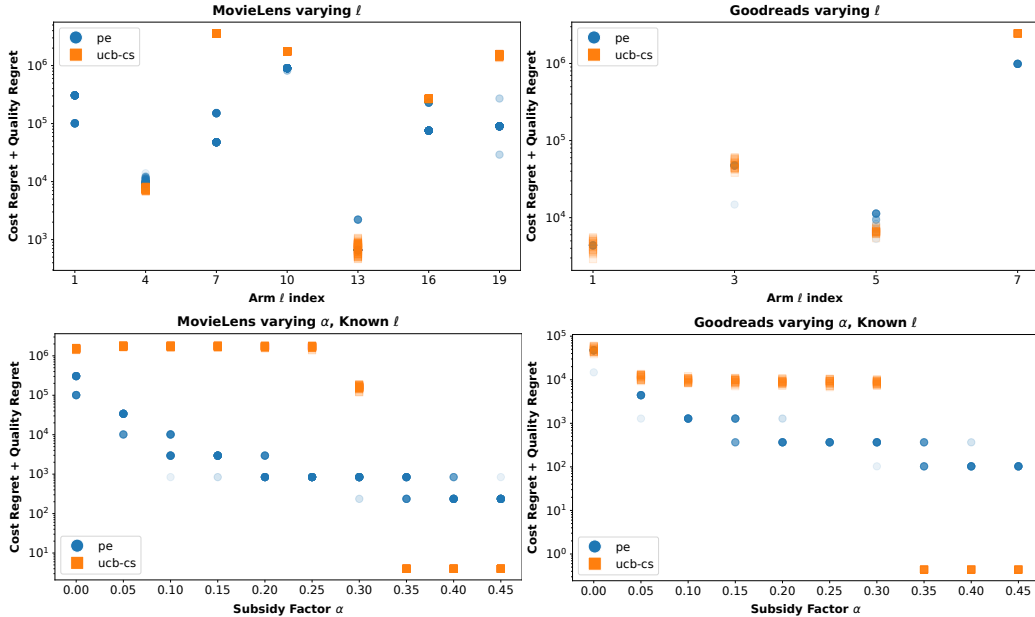 MovieLens varying ℓ
Cost Regret + Quality Regret
10⁶
10⁵
10⁴
10³
pe
ucb-cs
1 4 7 10 13 16 19
Arm ℓ index
Goodreads varying ℓ
Cost Regret + Quality Regret
10⁶
10⁵
10⁴
pe
ucb-cs
1 3 5 7
Arm ℓ index
MovieLens varying α, Known ℓ
Cost Regret + Quality Regret
10⁶
10⁵
10⁴
10³
10²
10¹
pe
ucb-cs
0.00 0.05 0.10 0.15 0.20 0.25 0.30 0.35 0.40 0.45
Subsidy Factor α
Goodreads varying α, Known ℓ
Cost Regret + Quality Regret
10⁵
10⁴
10³
10²
10¹
10⁰
pe
ucb-cs
0.00 0.05 0.10 0.15 0.20 0.25 0.30 0.35 0.40 0.45
Subsidy Factor α